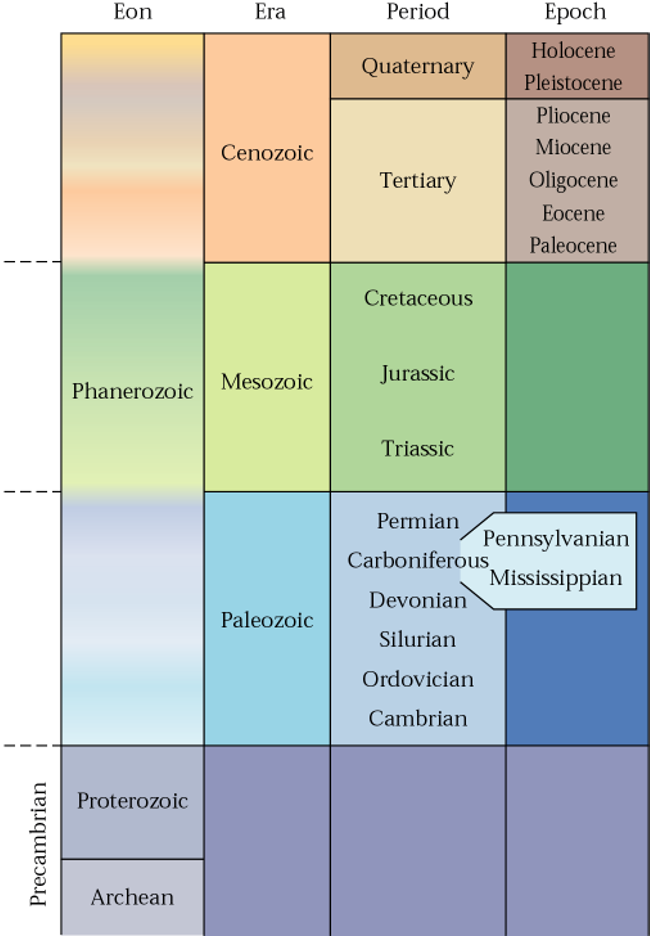 Eon Era Period Epoch
Quaternary
Holocene
Pleistocene
Cenozoic
Tertiary
Pliocene
Miocene
Oligocene
Eocene
Paleocene
Phanerozoic
Mesozoic
Cretaceous
Jurassic
Triassic
Paleozoic
Permian
Carboniferous
Devonian
Silurian
Ordovician
Cambrian
Pennsylvanian
Mississippian
Precambrian
Proterozoic
Archean